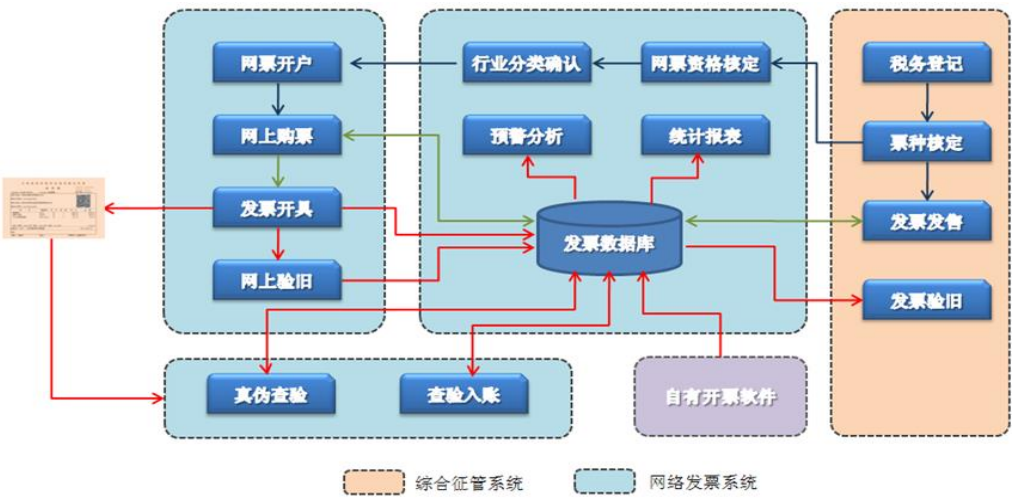 网票开户
行业分类确认
网票资格核定
税务登记
网上购票
预警分析
统计报表
票种核定
发票开具
发票数据库
发票发售
网上验旧
发票验旧
真伪查验
查验入账
自有开票软件
综合征管系统
网络发票系统